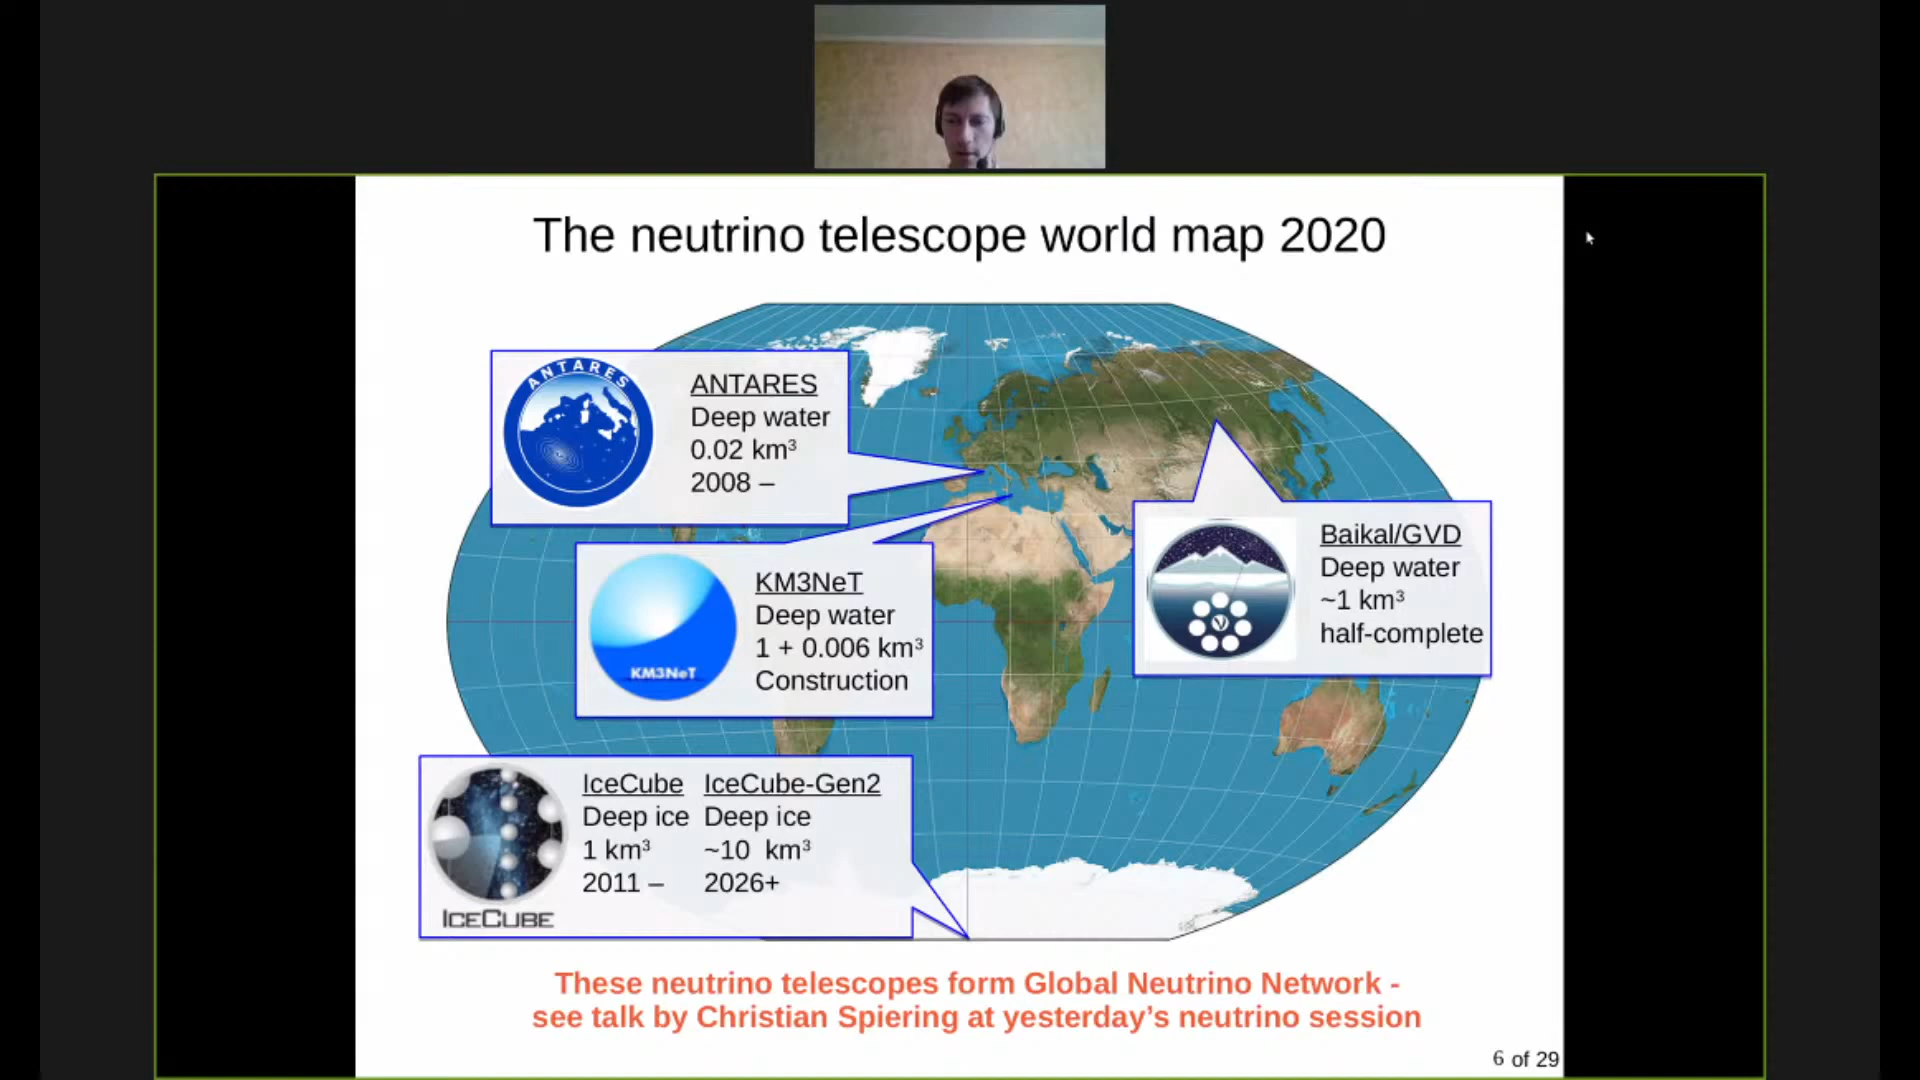 The neutrino telescope world map 2020
ANTARES
ANTARES
Deep water
0.02 km³
2008 –
KM3NeT
KM3NeT
Deep water
1 + 0.006 km³
Construction
Baikal/GVD
Deep water
~1 km³
half-complete
IceCube IceCube-Gen2
Deep ice Deep ice
1 km³ ~10 km³
2011 – 2026+
ICECUBE
These neutrino telescopes form Global Neutrino Network -
see talk by Christian Spiering at yesterday’s neutrino session
6 of 29